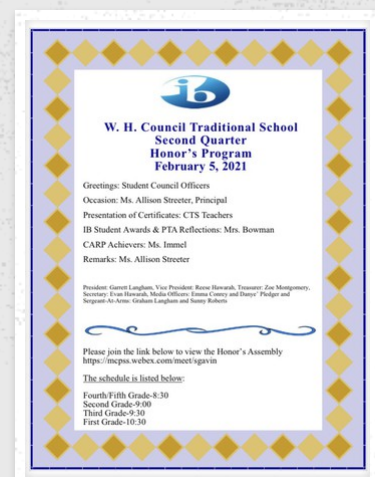 ib
W. H. Council Traditional School
Second Quarter
Honor's Program
February 5, 2021
Greetings: Student Council Officers
Occasion: Ms. Allison Streeter, Principal
Presentation of Certificates: CTS Teachers
IB Student Awards & PTA Reflections: Mrs. Bowman
CARP Achievers: Ms. Immel
Remarks: Ms. Allison Streeter
President: Garrett Langham, Vice President: Reese Hawarah, Treasurer: Zoe Montgomery,
Secretary: Evan Hawarah, Media Officers: Emma Conroy and Danye' Pledger and
Sergeant-At-Arms: Graham Langham and Sunny Roberts
Please join the link below to view the Honor's Assembly
https://mcpss.webex.com/meet/sgavin
The schedule is listed below:
Fourth/Fifth Grade-8:30
Second Grade-9:00
Third Grade-9:30
First Grade-10:30